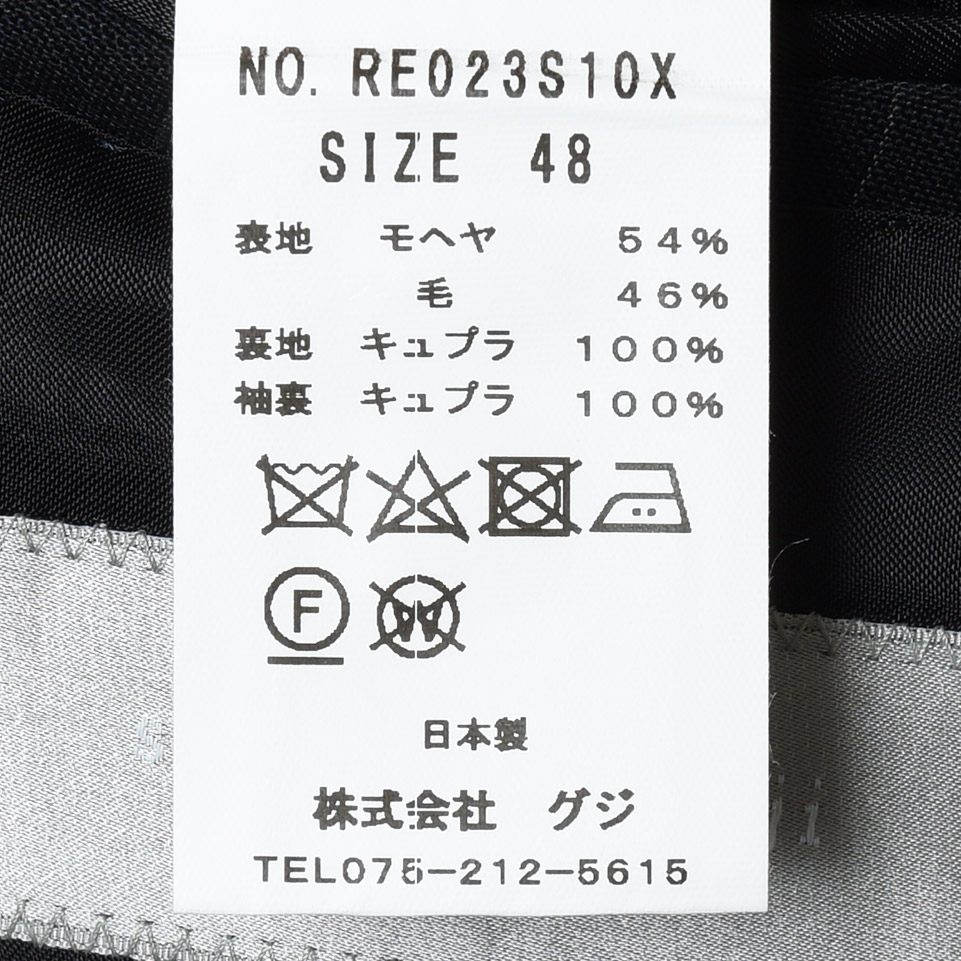 NO. RE023S10X
SIZE 48
表地 モヘヤ 54%
毛 46%
裏地 キュプラ 100%
袖裏 キュプラ 100%
F
W
日本製
株式会社 グジ
TEL075-212-5615